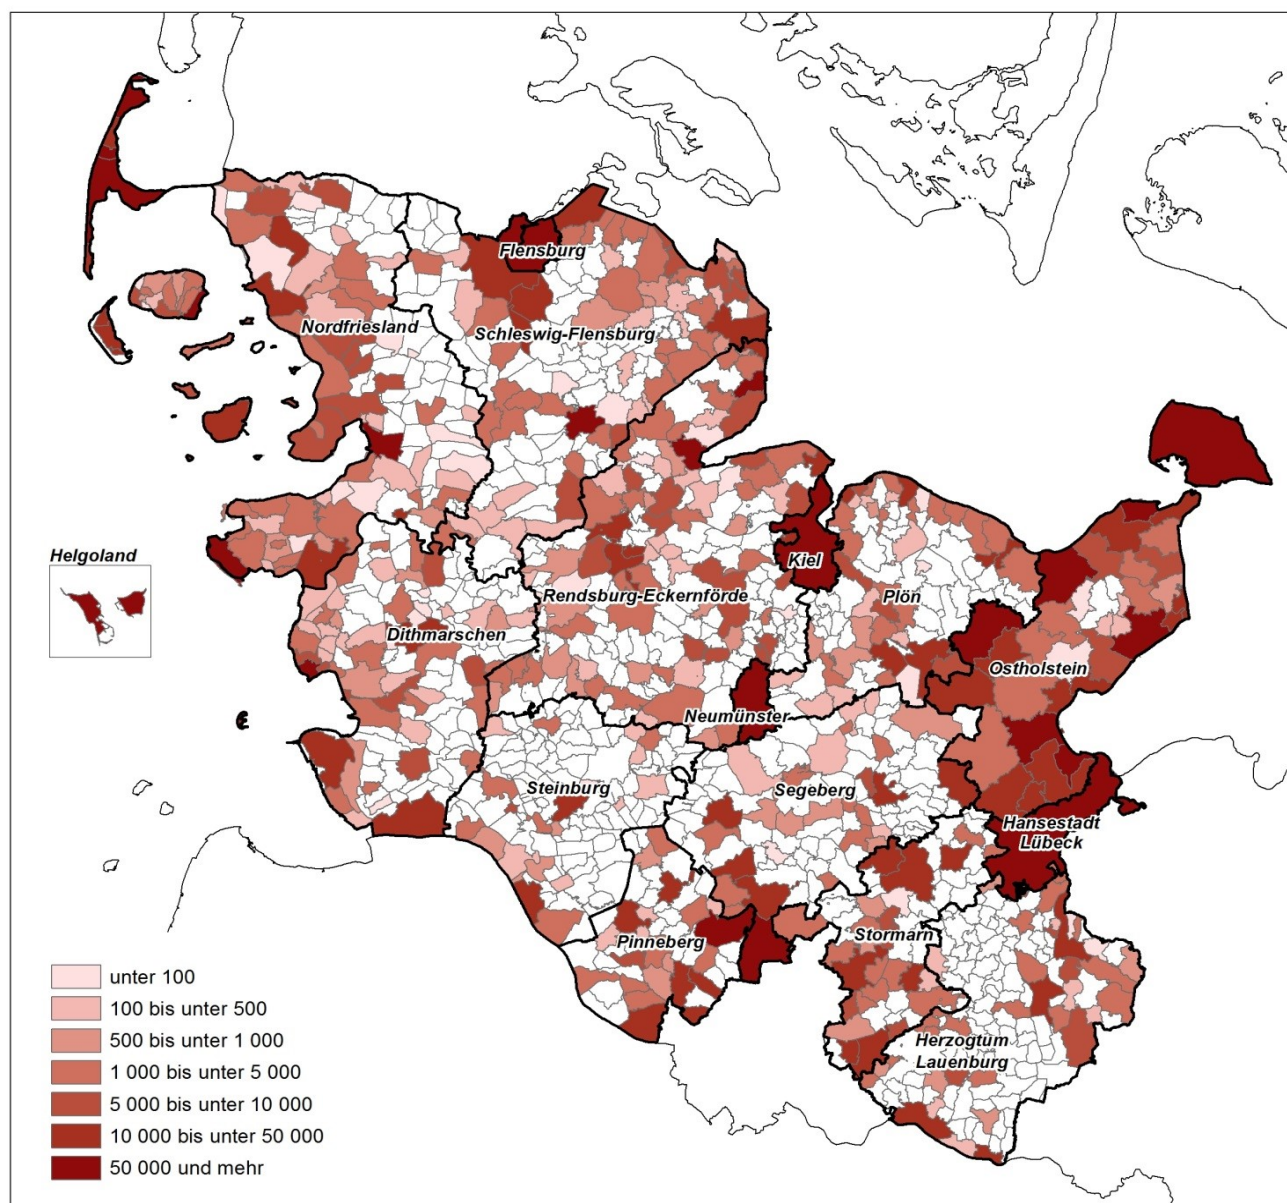 Flensburg
Nordfriesland
Schleswig-Flensburg
Helgoland
Kiel
Rendsburg-Eckernförde
Plön
Dithmarschen
Ostholstein
Neumünster
Steinburg
Segeberg
Hansestadt
Lübeck
Pinneberg
Stormarn
Herzogtum
Lauenburg
unter 100
100 bis unter 500
500 bis unter 1 000
1 000 bis unter 5 000
5 000 bis unter 10 000
10 000 bis unter 50 000
50 000 und mehr